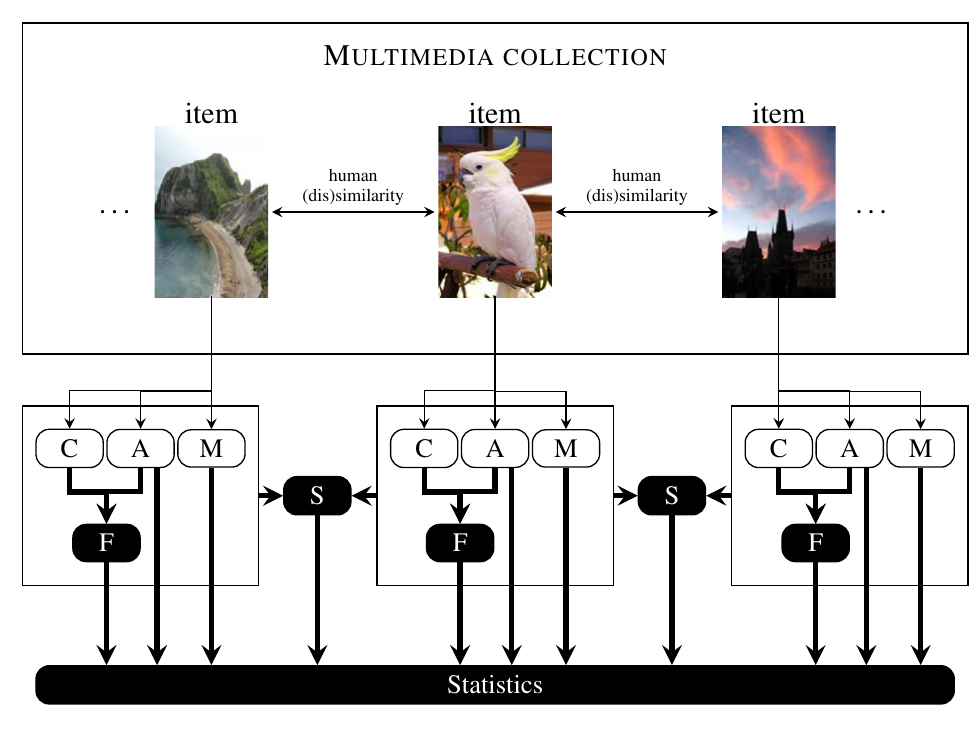 MULTIMEDIA COLLECTION
item item item
human
(dis)similarity
human
(dis)similarity
... ...
C A M C A M C A M
S S
F F F
Statistics